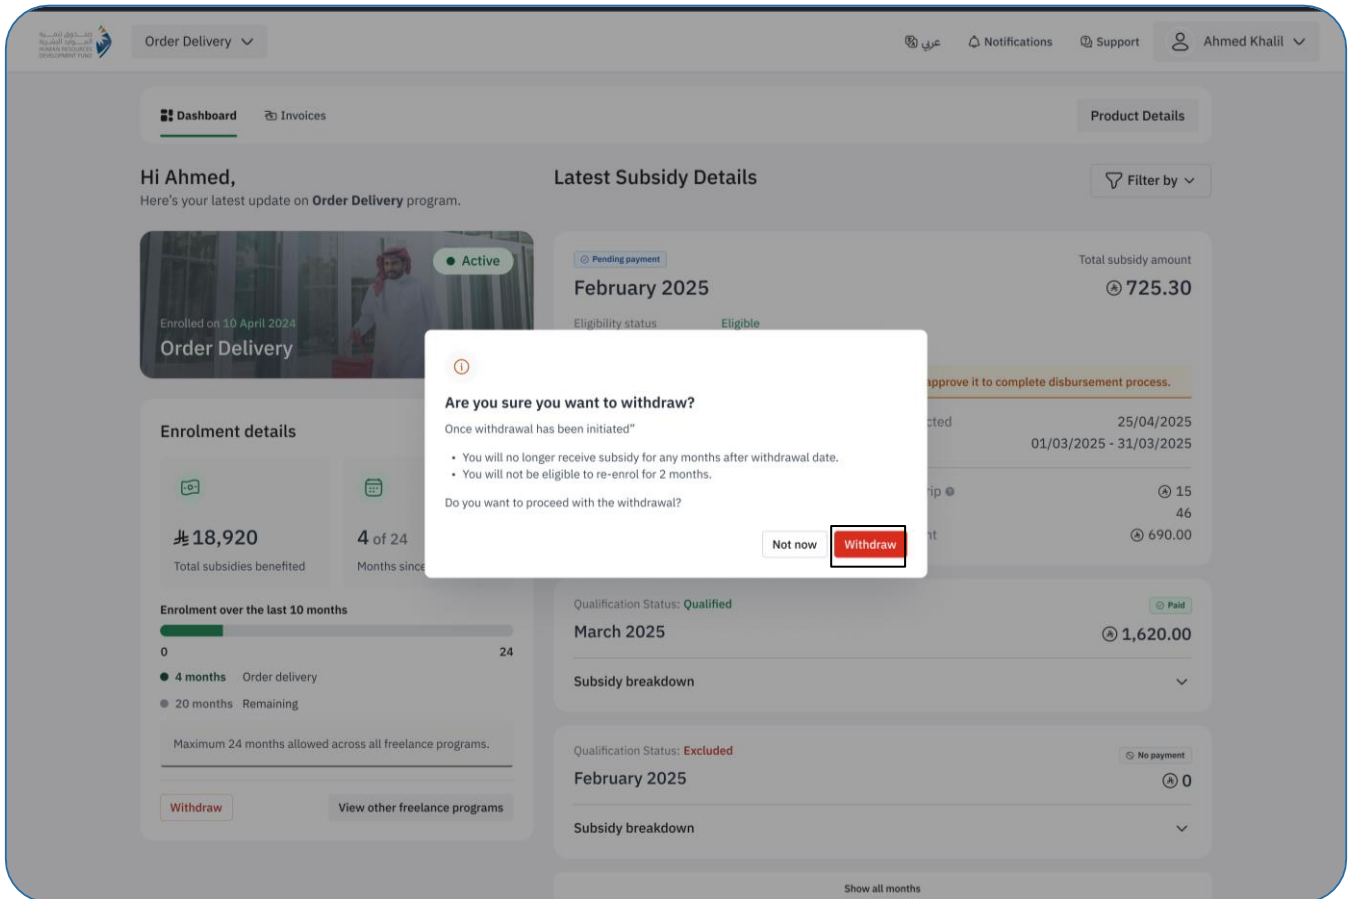 HUMAN RESOURCES
DEVELOPMENT FUND
Order Delivery
عربي
Notifications
Support
Ahmed Khalil
Dashboard
Invoices
Product Details
Hi Ahmed,
Here's your latest update on Order Delivery program.
Latest Subsidy Details
Filter by
Active
Enrolled on 10 April 2024
Order Delivery
Pending payment
Total subsidy amount
February 2025
725.30
Eligibility status
Eligible
approve it to complete disbursement process.
cted
25/04/2025
01/03/2025 - 31/03/2025
rip
15
46
nt
690.00
Are you sure you want to withdraw?
Once withdrawal has been initiated"
• You will no longer receive subsidy for any months after withdrawal date.
• You will not be eligible to re-enrol for 2 months.
Do you want to proceed with the withdrawal?
Not now
Withdraw
Enrolment details
18,920
Total subsidies benefited
4 of 24
Months since
Enrolment over the last 10 months
0
24
4 months Order delivery
20 months Remaining
Maximum 24 months allowed across all freelance programs.
Withdraw
View other freelance programs
Qualification Status: Qualified
Paid
March 2025
1,620.00
Subsidy breakdown
Qualification Status: Excluded
No payment
February 2025
0
Subsidy breakdown
Show all months